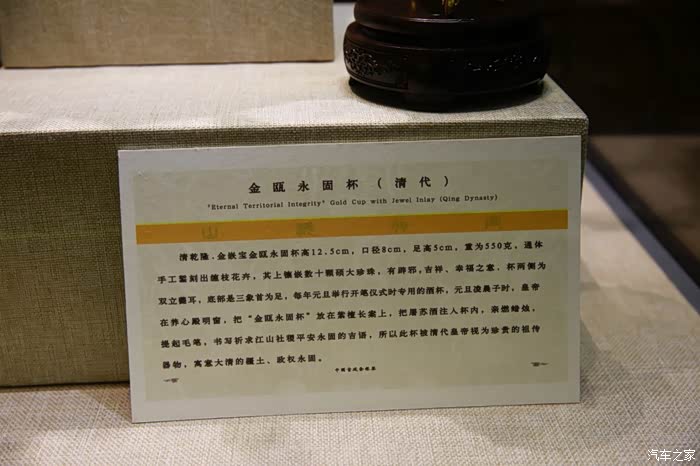 金瓯永固杯（清代）
"Eternal Territorial Integrity" Gold Cup with Jewel Inlay (Qing Dynasty)
清乾隆．金嵌宝金瓯永固杯高12.5cm，口径8cm，足高5cm，重为350克，通体
手工錾刻出缠枝花卉，其上镶嵌数十颗硕大珍珠，有辟邪，吉祥、幸福之意．杯两侧为
双立夔耳，底部是三象首为足，每年元旦举行开笔仪式时专用的酒杯，元旦凌晨子时，皇帝
在养心殿明窗，把“金瓯永固杯”放在紫檀长案上，把屠苏酒注入杯内，亲燃蜡烛，
提起毛笔，书写祈求江山社稷平安永固的吉语，所以此杯被清代皇帝视为珍贵的祖传
器物，寓意大清的疆土、政权永固。
汽车之家